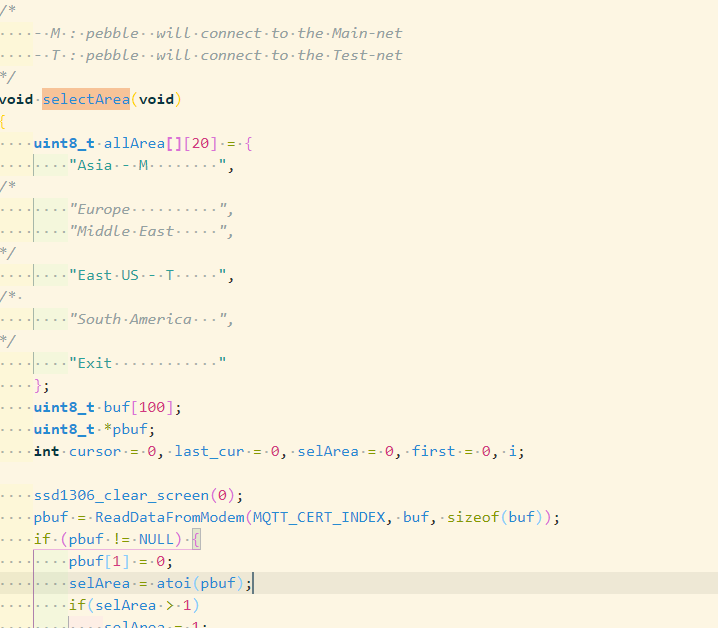 /*
    - M : pebble  will connect to the Main-net
    - T : pebble  will connect to the Test-net
*/
void selectArea(void)
{
    uint8_t allArea[][20] = {
        "Asia - M        ",
/*
        "Europe          ",
        "Middle East     ",
*/
        "East US - T     ",
/* 
        "South America   ",
*/
        "Exit            "
    };
    uint8_t buf[100];
    uint8_t *pbuf;
    int cursor = 0, last_cur = 0, selArea = 0, first = 0, i;

    ssd1306_clear_screen(0);
    pbuf = ReadDataFromModem(MQTT_CERT_INDEX, buf, sizeof(buf));
    if (pbuf != NULL) {
        pbuf[1] = 0;
        selArea = atoi(pbuf);
        if(selArea > 1)
            selArea = 1;